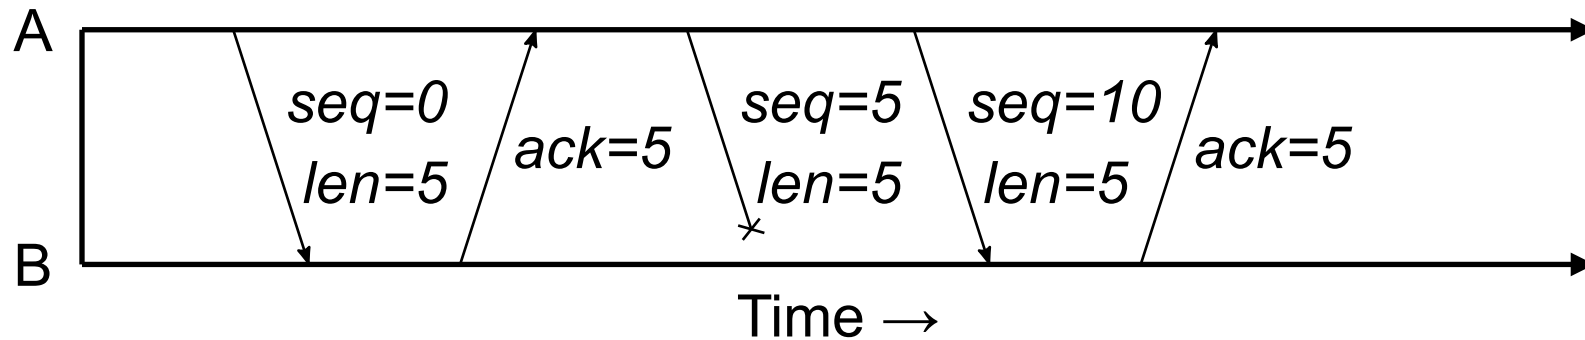 A
seq=0
len=5
ack=5
seq=5
len=5
seq=10
len=5
ack=5
B
Time →